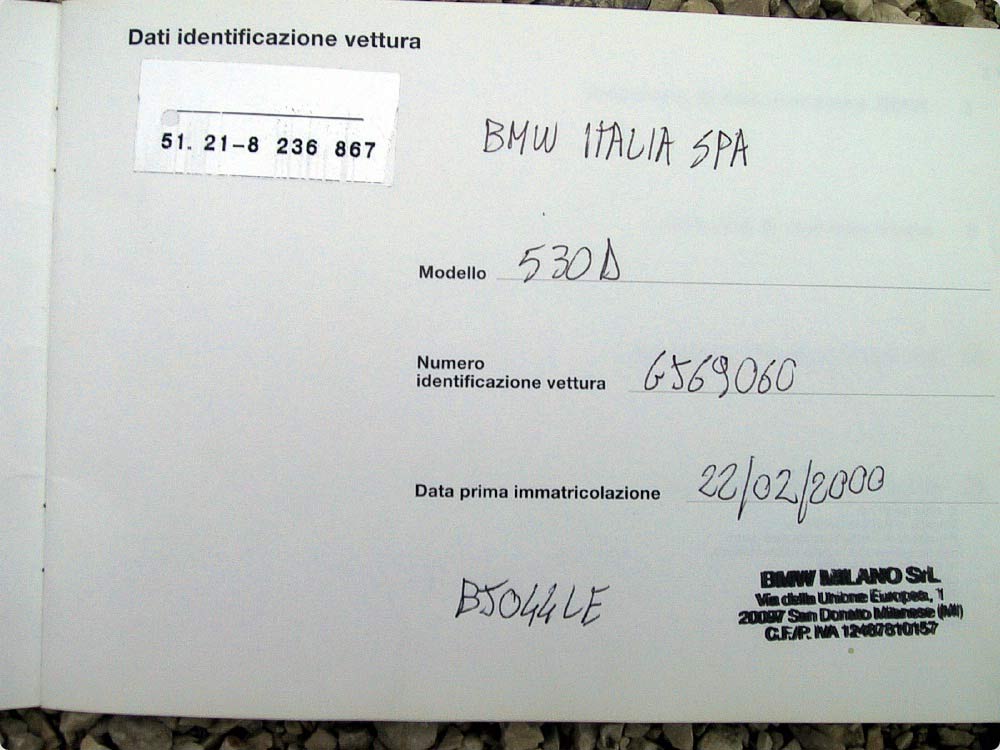 Dati identificazione vettura
51. 21-8 236 867
BMW ITALIA SPA
Modello 530D
Numero
identificazione vettura GJ69060
Data prima immatricolazione 22/02/2000
BJ044LE
BMW MILANO SrL
Via della Unione Europea, 1
20097 San Donato Milanese (MI)
C.F./P. IVA 12487810157